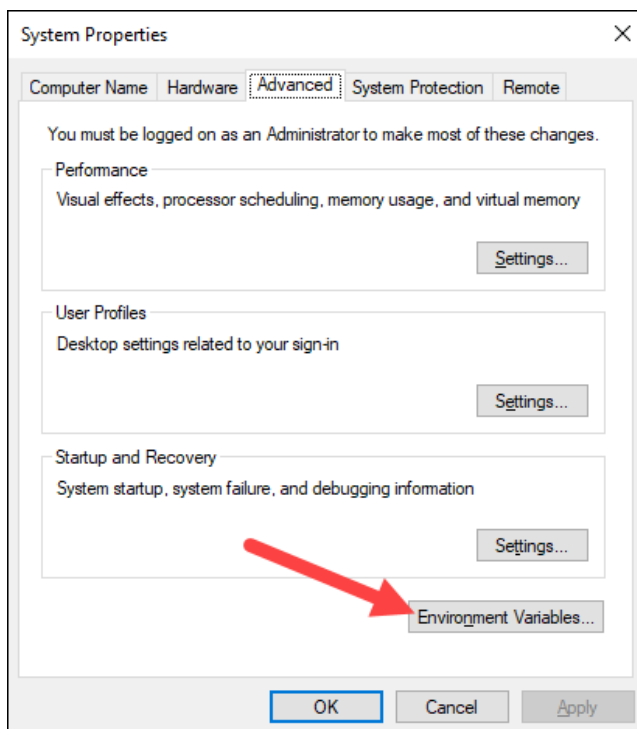 System Properties
Computer Name Hardware Advanced System Protection Remote
You must be logged on as an Administrator to make most of these changes.
Performance
Visual effects, processor scheduling, memory usage, and virtual memory
Settings...
User Profiles
Desktop settings related to your sign-in
Settings...
Startup and Recovery
System startup, system failure, and debugging information
Settings...
Environment Variables...
OK Cancel Apply